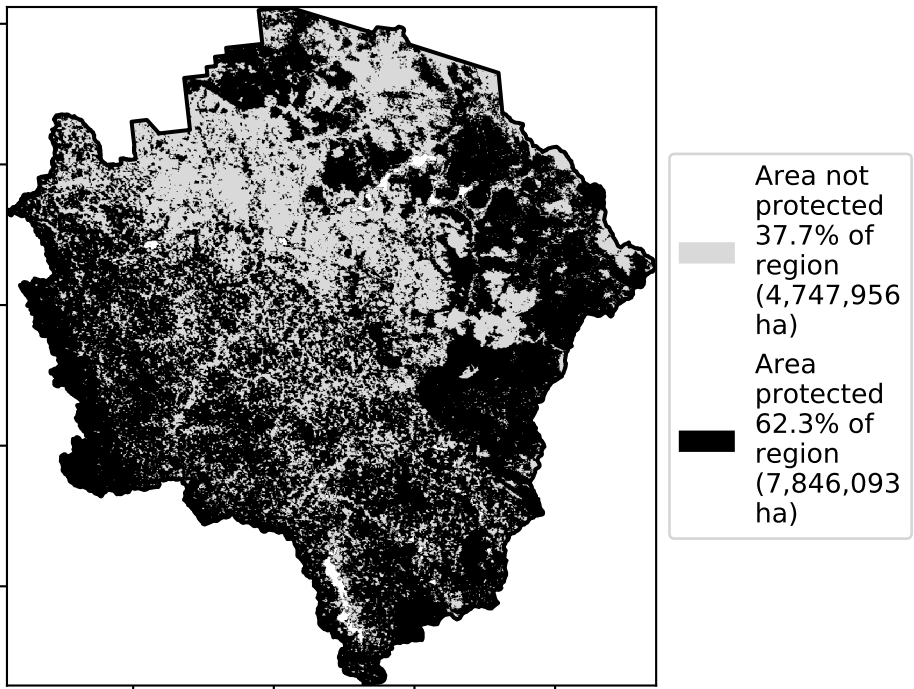 Area not
protected
37.7% of
region
(4,747,956
ha)
Area
protected
62.3% of
region
(7,846,093
ha)